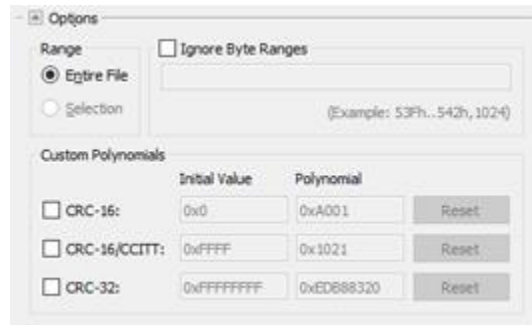 Options
Range
Ignore Byte Ranges
Entire File
Selection
(Example: 53Fh..542h,1024)
Custom Polynomials
Initial Value Polynomial
CRC-16: 0x0 0xA001 Reset
CRC-16/CCITT: 0xFFFF 0x1021 Reset
CRC-32: 0xFFFFFFFF 0xEDB88320 Reset